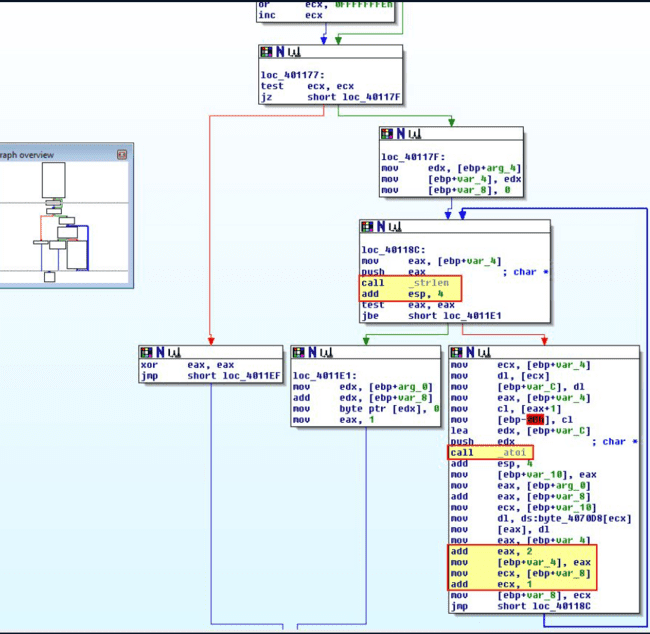 or ecx, 0FFFFFFFEh
inc ecx
loc_401177:
test ecx, ecx
jz short loc_40117F
raph overview
loc_40117F:
mov edx, [ebp+arg_4]
mov [ebp+var_4], edx
mov [ebp+var_8], 0
loc_40118C:
mov eax, [ebp+var_4]
push eax ; char *
call _strlen
add esp, 4
test eax, eax
jbe short loc_4011E1
xor eax, eax
jmp short loc_4011EF
loc_4011E1:
mov edx, [ebp+arg_0]
add edx, [ebp+var_8]
mov byte ptr [edx], 0
mov eax, 1
mov ecx, [ebp+var_4]
mov dl, [ecx]
mov [ebp+var_C], dl
mov eax, [ebp+var_4]
mov cl, [eax+1]
mov [ebp- ], cl
lea edx, [ebp+var_C]
push edx ; char *
call _atoi
add esp, 4
mov [ebp+var_10], eax
mov eax, [ebp+arg_0]
add eax, [ebp+var_8]
mov ecx, [ebp+var_10]
mov dl, ds:byte_4070D8[ecx]
mov [eax], dl
mov eax, [ebp+var_4]
add eax, 2
mov [ebp+var_4], eax
mov ecx, [ebp+var_8]
add ecx, 1
mov [ebp+var_8], ecx
jmp short loc_40118C